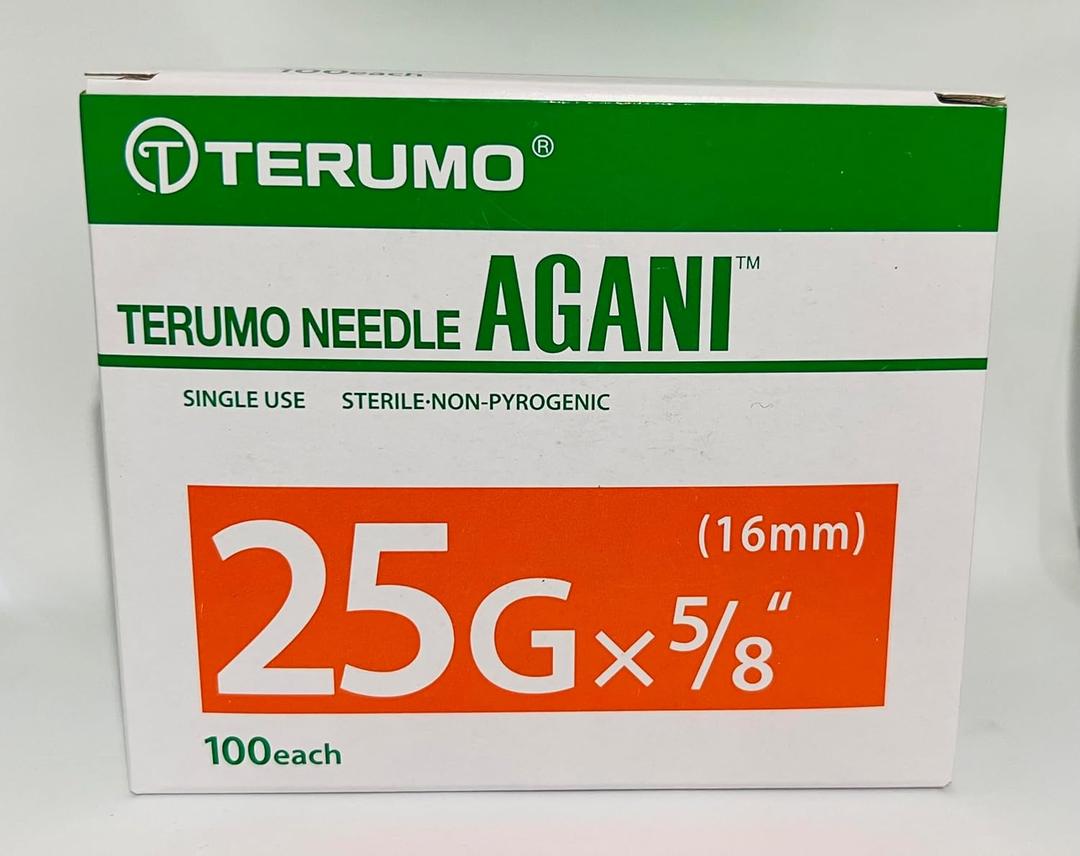 100each
TERUMO®
TERUMO NEEDLE AGANI™
SINGLE USE STERILE·NON-PYROGENIC
(16mm)
25G×5/8“
100each